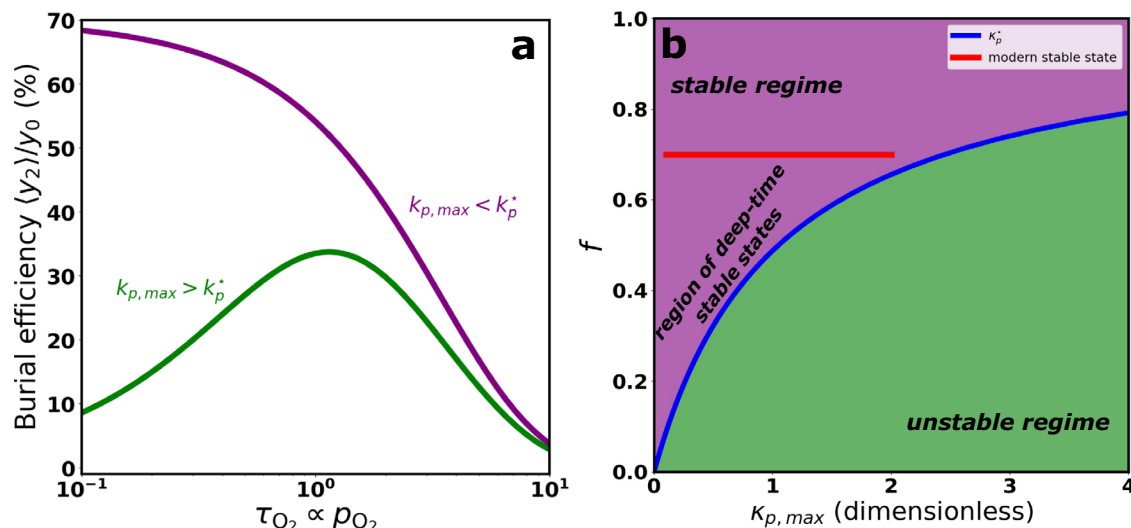 a
Burial efficiency ⟨y₂⟩/y₀ (%)
70
60
50
40
30
20
10
0
k_{p, max} < k_p^⋆
k_{p, max} > k_p^⋆
10⁻¹
10⁰
10¹
τ_{O₂} ∝ p_{O₂}
b
f
1.0
0.8
0.6
0.4
0.2
0.0
κ_p^⋆
modern stable state
stable regime
region of deep-time
stable states
unstable regime
0
1
2
3
4
κ_{p, max} (dimensionless)